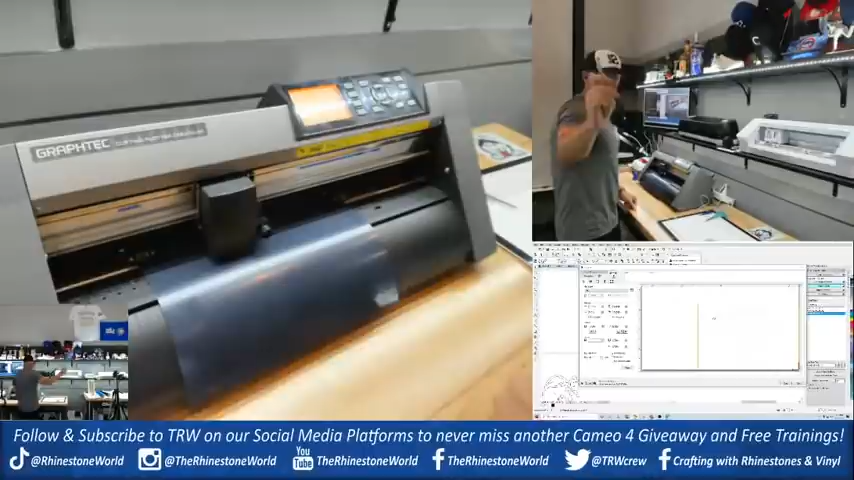 GRAPHTEC
Follow & Subscribe to TRW on our Social Media Platforms to never miss another Cameo 4 Giveaway and Free Trainings!
@RhinestoneWorld @TheRhinestoneWorld You Tube TheRhinestoneWorld TheRhinestoneWorld @TRWcrew Crafting with Rhinestones & Vinyl